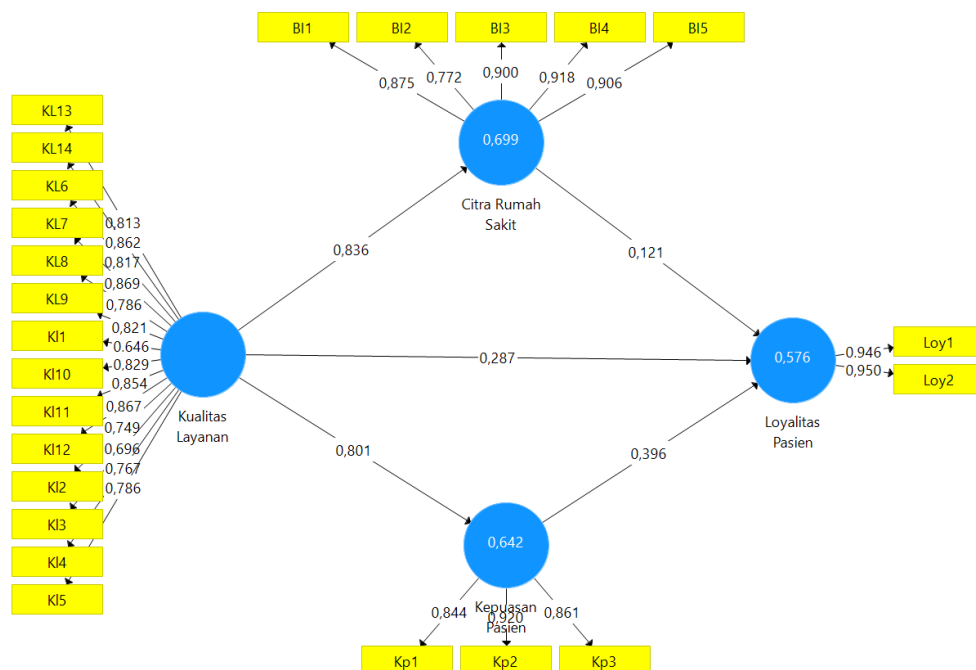 BI1
BI2
BI3
BI4
BI5
0,875
0,772
0,900
0,918
0,906
0,699
Citra Rumah
Sakit
KL13
KL14
KL6
KL7
KL8
KL9
Kl1
Kl10
Kl11
Kl12
Kl2
Kl3
Kl4
Kl5
0,813
0,862
0,817
0,869
0,786
0,821
0,646
0,829
0,854
0,867
0,749
0,696
0,767
0,786
Kualitas
Layanan
0,836
0,121
0,287
0,801
0,396
0,576
Loyalitas
Pasien
0,946
0,950
Loy1
Loy2
0,642
Kepuasan
Pasien
0,844
0,920
0,861
Kp1
Kp2
Kp3